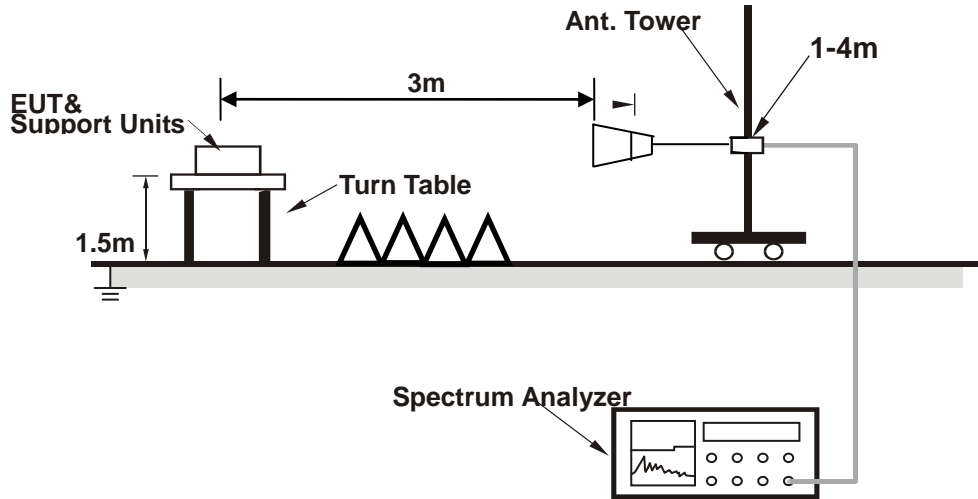 Ant. Tower
1-4m
3m
EUT&
Support Units
Turn Table
1.5m
Spectrum Analyzer